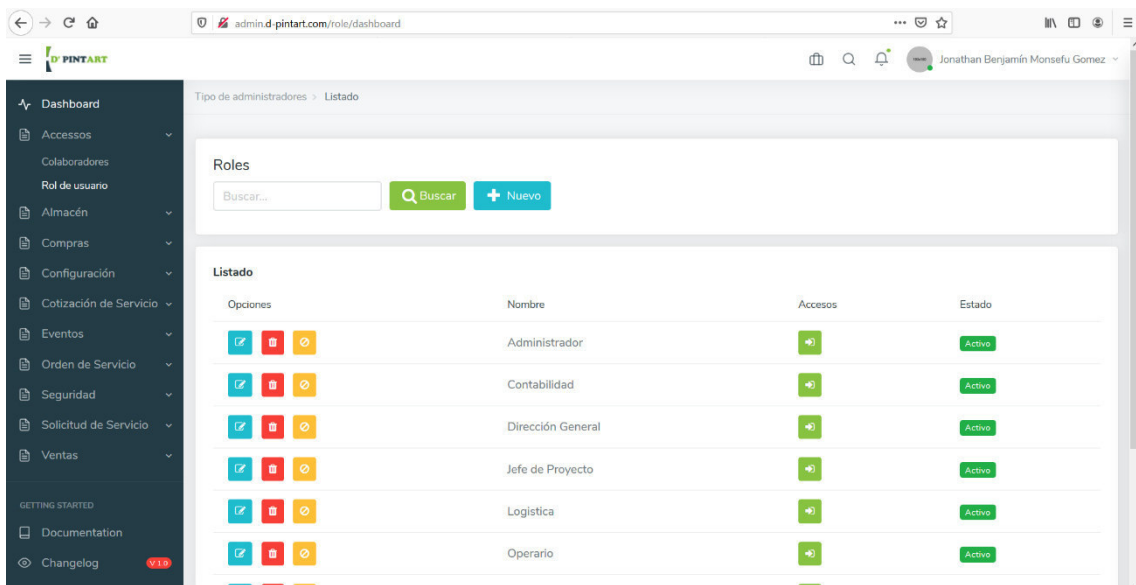 admin.d-pintart.com/role/dashboard
D' PINTART
Jonathan Benjamín Monsefu Gomez
Dashboard
Accessos
Colaboradores
Rol de usuario
Almacén
Compras
Configuración
Cotización de Servicio
Eventos
Orden de Servicio
Seguridad
Solicitud de Servicio
Ventas
GETTING STARTED
Documentation
Changelog
V 1.0
Tipo de administradores > Listado
Roles
Buscar...
Buscar
Nuevo
Listado
Opciones Nombre Accesos Estado
Administrador Activo
Contabilidad Activo
Dirección General Activo
Jefe de Proyecto Activo
Logistica Activo
Operario Activo